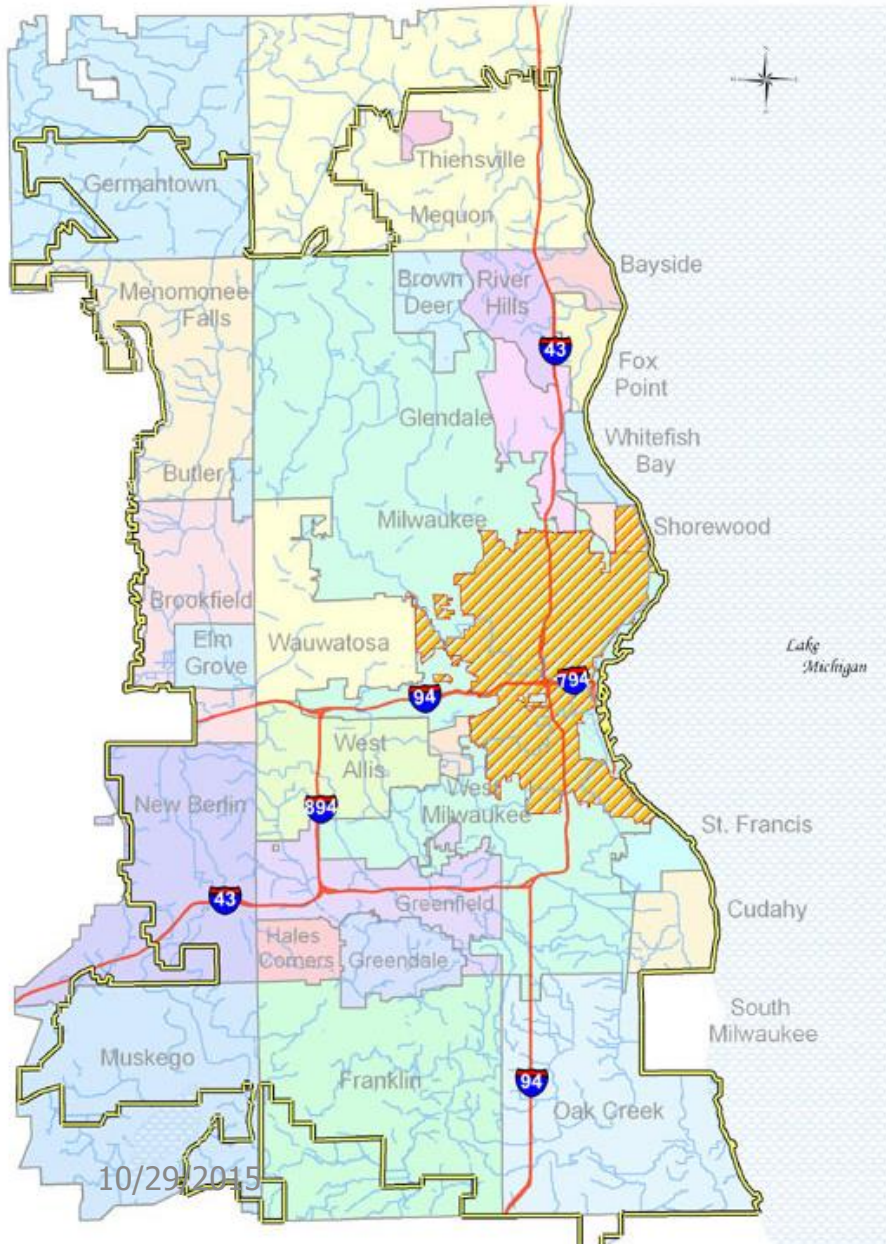 Thiensville
Germantown
Mequon
Bayside
Brown
Deer
River
Hills
Menomonee
Falls
43
Fox
Point
Glendale
Whitefish
Bay
Butler
Milwaukee
Shorewood
Brookfield
Elm
Grove
Wauwatosa
Lake
Michigan
794
94
West
Allis
New Berlin
894
West
Milwaukee
St. Francis
43
Greenfield
Cudahy
Hales
Corners
Greendale
South
Milwaukee
Muskego
Franklin
94
Oak Creek
10/29/2015